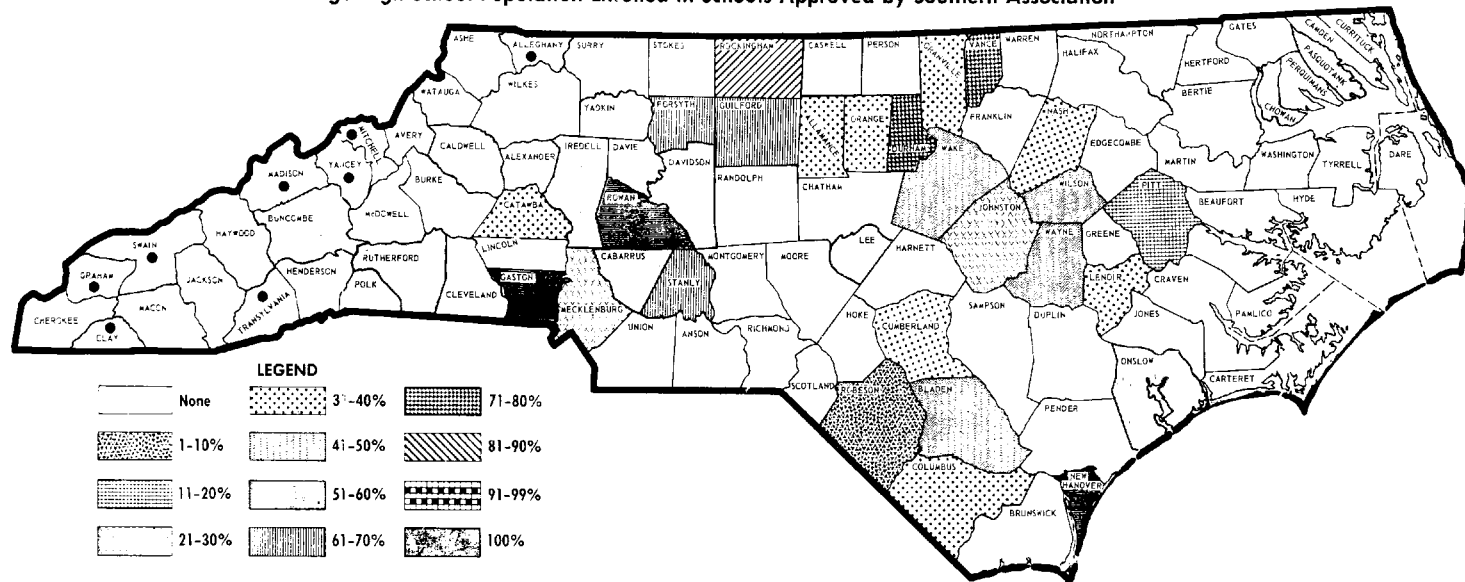 High School Population Enrolled in Schools Approved by Southern Association
ASHE
ALLEGHANY
SURRY
STOKES
ROCKINGHAM
CASWELL
PERSON
GRANVILLE
VANCE
WARREN
NORTHAMPTON
HALIFAX
GATES
HERTFORD
CURRITUCK
CAMDEN
PASQUOTANK
PERQUIMANS
CHOWAN
BERTIE
WATAUGA
WILKES
YADKIN
FORSYTH
GUILFORD
ALAMANCE
ORANGE
DURHAM
FRANKLIN
NASH
EDGECOMBE
MARTIN
WASHINGTON
TYRRELL
DARE
MITCHELL
AVERY
CALDWELL
ALEXANDER
IREDELL
DAVIE
DAVIDSON
RANDOLPH
CHATHAM
WAKE
WILSON
PITT
BEAUFORT
HYDE
MADISON
YANCEY
BURKE
McDOWELL
CATAWBA
ROWAN
JOHNSTON
GREENE
WAYNE
LENOIR
CRAVEN
PAMLICO
BUNCOMBE
HAYWOOD
SWAIN
GRAHAM
JACKSON
MACON
CHEROKEE
CLAY
TRANSYLVANIA
HENDERSON
POLK
RUTHERFORD
CLEVELAND
LINCOLN
GASTON
MECKLENBURG
CABARRUS
STANLY
MONTGOMERY
MOORE
LEE
HARNETT
UNION
ANSON
RICHMOND
SCOTLAND
HOKE
CUMBERLAND
SAMPSON
DUPLIN
JONES
ONSLOW
CARTERET
ROBESON
BLADEN
PENDER
COLUMBUS
BRUNSWICK
NEW
HANOVER
LEGEND
None
1-10%
11-20%
21-30%
3-40%
41-50%
51-60%
61-70%
71-80%
81-90%
91-99%
100%